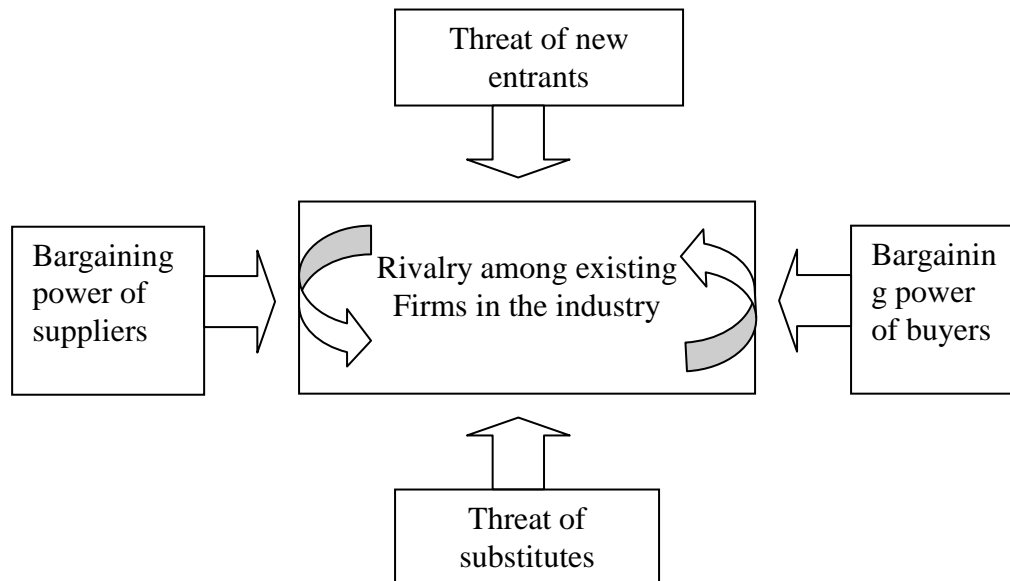 Threat of new
entrants
Bargaining
power of
suppliers
Rivalry among existing
Firms in the industry
Bargainin
g power
of buyers
Threat of
substitutes